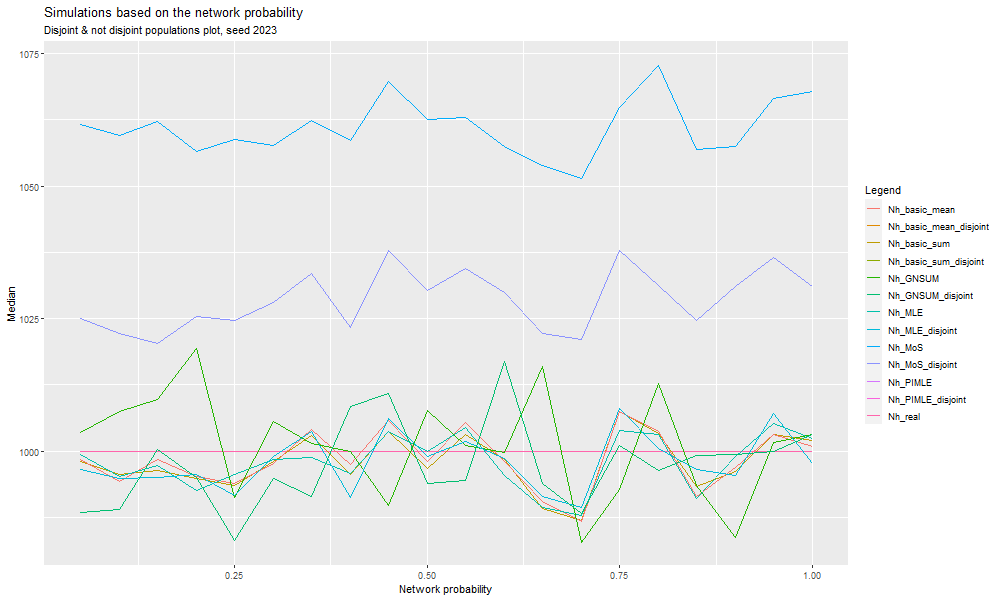 Simulations based on the network probability
Disjoint & not disjoint populations plot, seed 2023
1075
1050
1025
1000
Median
0.25
0.50
0.75
1.00
Network probability
Legend
Nh_basic_mean
Nh_basic_mean_disjoint
Nh_basic_sum
Nh_basic_sum_disjoint
Nh_GNSUM
Nh_GNSUM_disjoint
Nh_MLE
Nh_MLE_disjoint
Nh_MoS
Nh_MoS_disjoint
Nh_PIMLE
Nh_PIMLE_disjoint
Nh_real